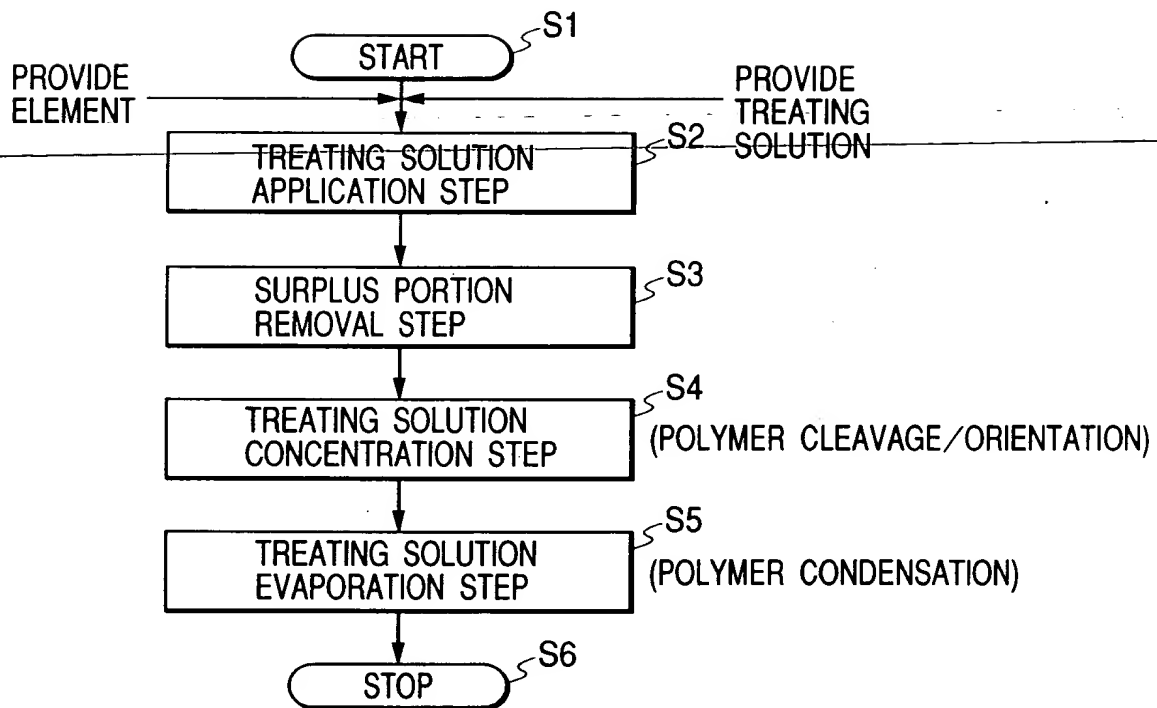 START
S1
PROVIDE
ELEMENT
PROVIDE
TREATING
SOLUTION
S2
TREATING SOLUTION
APPLICATION STEP
S3
SURPLUS PORTION
REMOVAL STEP
S4
TREATING SOLUTION
CONCENTRATION STEP
(POLYMER CLEAVAGE/ORIENTATION)
S5
TREATING SOLUTION
EVAPORATION STEP
(POLYMER CONDENSATION)
S6
STOP